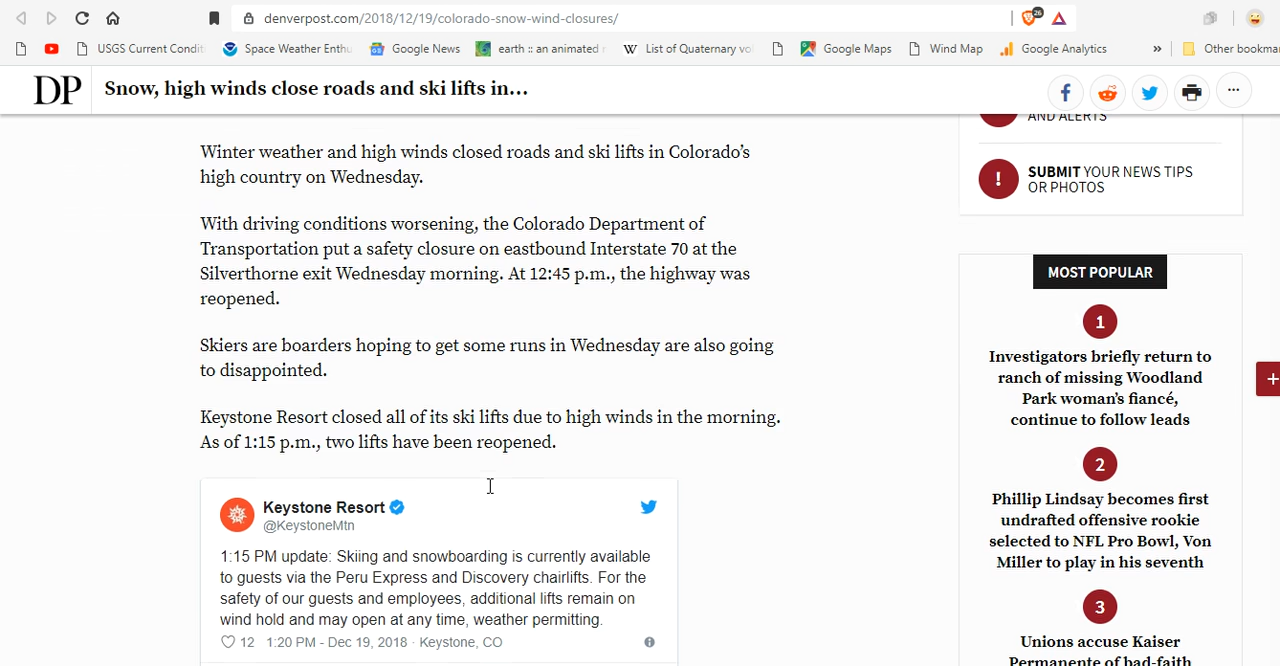 denverpost.com/2018/12/19/colorado-snow-wind-closures/
26
USGS Current Condit
Space Weather Enthu
Google News
earth :: an animated
List of Quaternary vo
Google Maps
Wind Map
Google Analytics
»
Other bookma
DP
Snow, high winds close roads and ski lifts in...
AND ALERTS
Winter weather and high winds closed roads and ski lifts in Colorado’s
high country on Wednesday.
With driving conditions worsening, the Colorado Department of
Transportation put a safety closure on eastbound Interstate 70 at the
Silverthorne exit Wednesday morning. At 12:45 p.m., the highway was
reopened.
Skiers are boarders hoping to get some runs in Wednesday are also going
to disappointed.
Keystone Resort closed all of its ski lifts due to high winds in the morning.
As of 1:15 p.m., two lifts have been reopened.
Keystone Resort
@KeystoneMtn
1:15 PM update: Skiing and snowboarding is currently available
to guests via the Peru Express and Discovery chairlifts. For the
safety of our guests and employees, additional lifts remain on
wind hold and may open at any time, weather permitting.
12 1:20 PM - Dec 19, 2018 · Keystone, CO
!
SUBMIT YOUR NEWS TIPS
OR PHOTOS
MOST POPULAR
1
Investigators briefly return to
ranch of missing Woodland
Park woman’s fiancé,
continue to follow leads
2
Phillip Lindsay becomes first
undrafted offensive rookie
selected to NFL Pro Bowl, Von
Miller to play in his seventh
3
Unions accuse Kaiser
Permanente of bad-faith